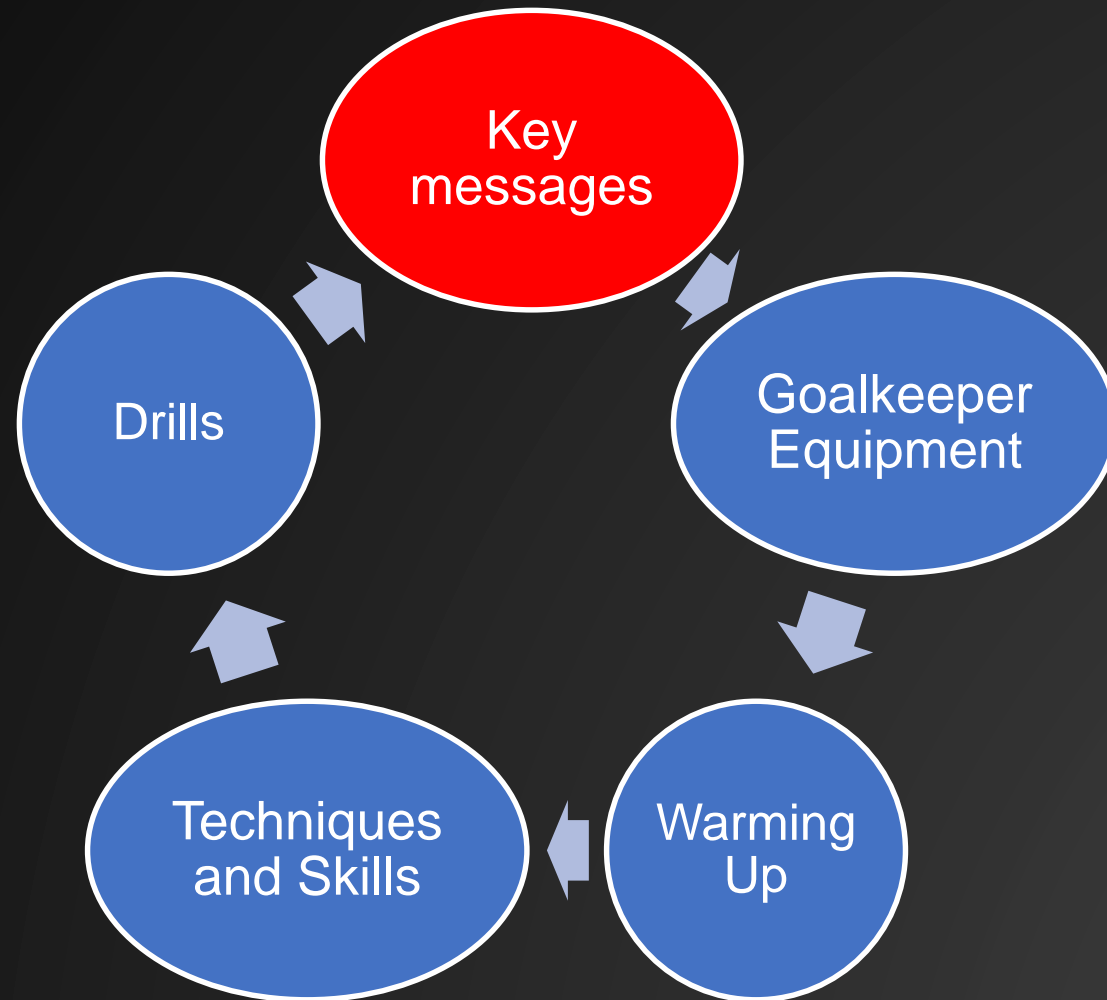 Key
messages
Goalkeeper
Equipment
Warming
Up
Techniques
and Skills
Drills